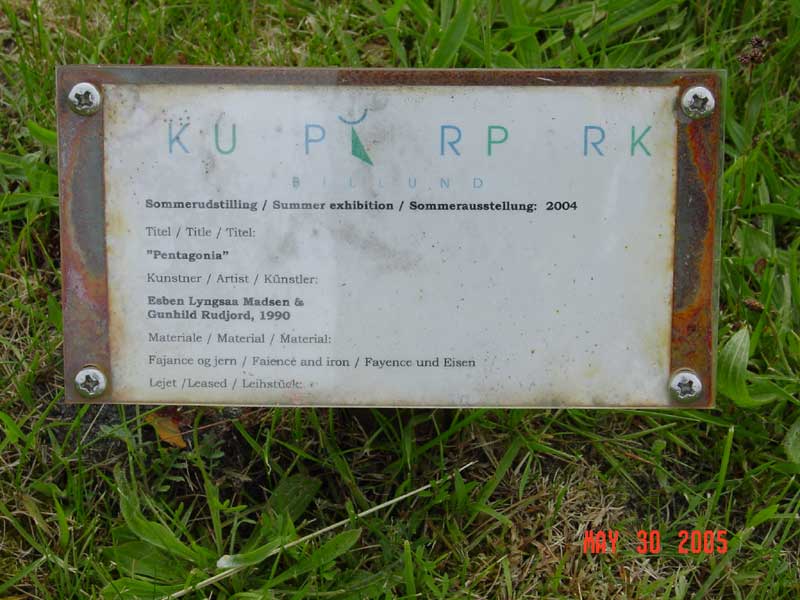 KU P RP RK
BILLUND
Sommerudstilling / Summer exhibition / Sommerausstellung: 2004
Titel / Title / Titel:
"Pentagonia"
Kunstner / Artist / Künstler:
Esben Lyngsaa Madsen &
Gunhild Rudjord, 1990
Materiale / Material / Material:
Fajance og jern / Faience and iron / Fayence und Eisen
Lejet /Leased / Leihstück:
MAY 30 2005